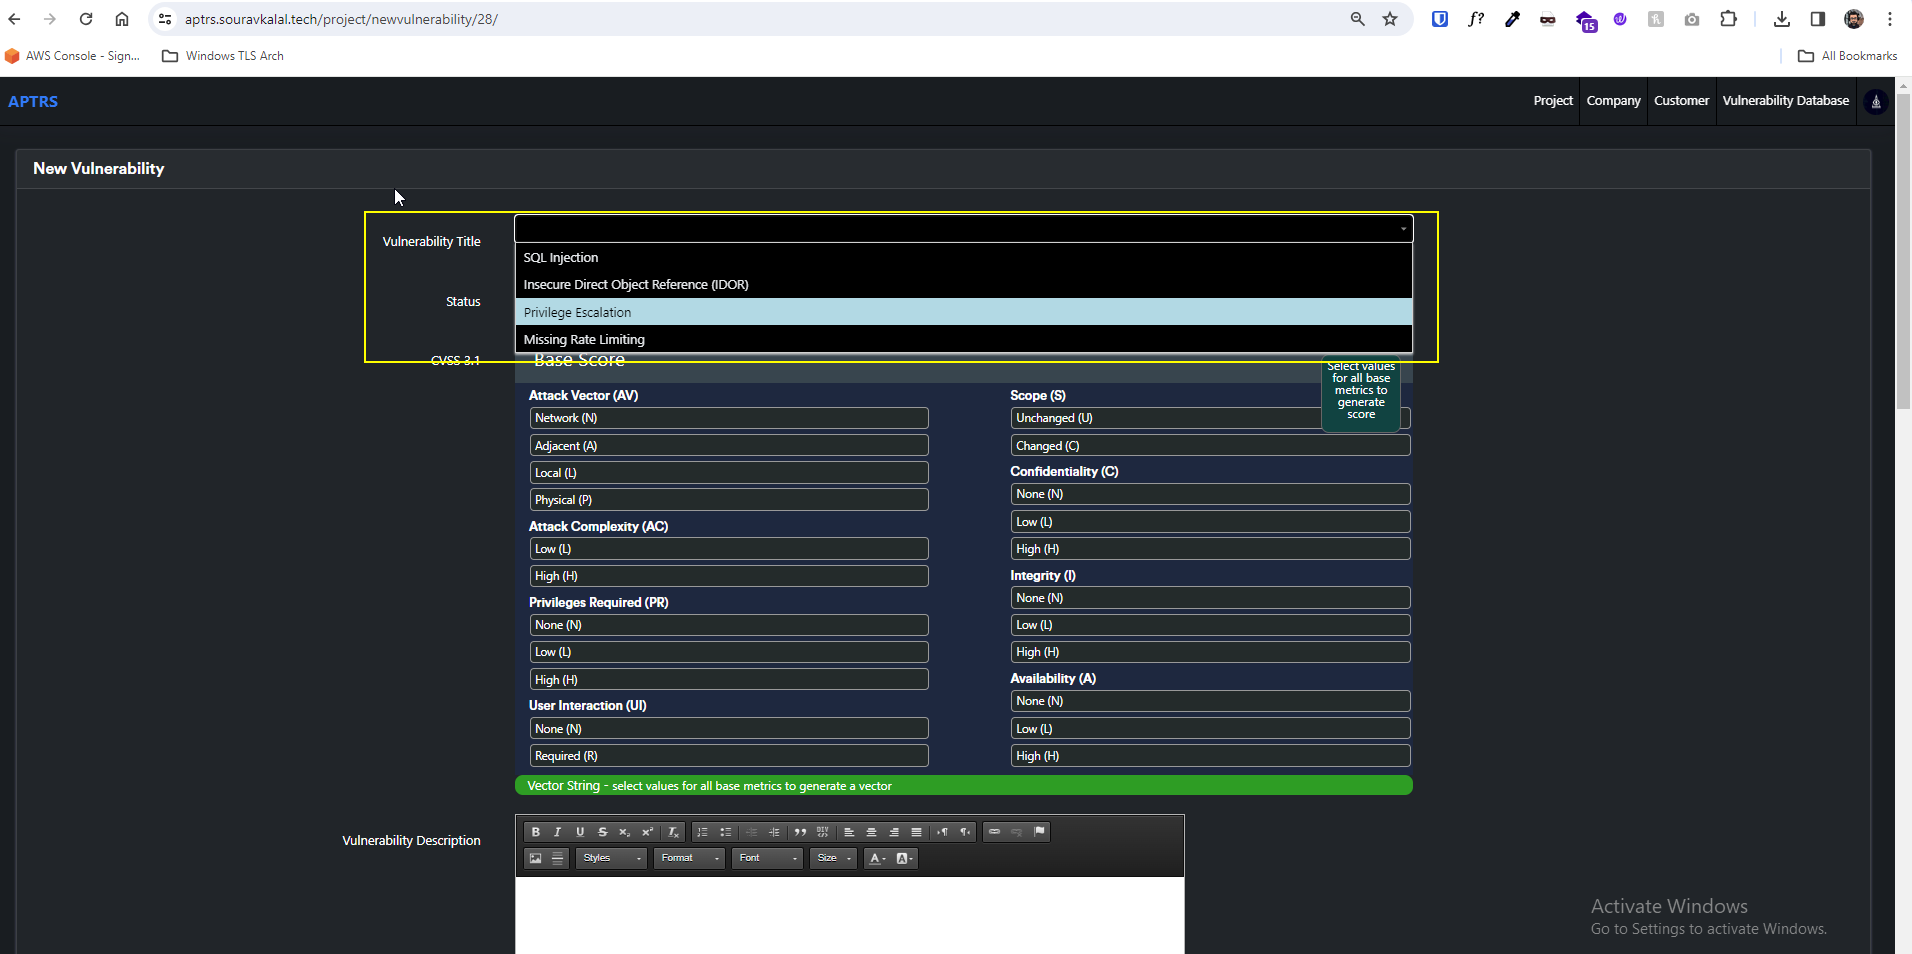 aptrs.souravkalal.tech/project/newvulnerability/28/
15
AWS Console - Sign...
Windows TLS Arch
All Bookmarks
APTRS
Project
Company
Customer
Vulnerability Database
New Vulnerability
Vulnerability Title
SQL Injection
Insecure Direct Object Reference (IDOR)
Status
Privilege Escalation
Missing Rate Limiting
CVSS 3.1
Base Score
Select values
for all base
metrics to
generate
score
Attack Vector (AV)
Network (N)
Adjacent (A)
Local (L)
Physical (P)
Attack Complexity (AC)
Low (L)
High (H)
Privileges Required (PR)
None (N)
Low (L)
High (H)
User Interaction (UI)
None (N)
Required (R)
Scope (S)
Unchanged (U)
Changed (C)
Confidentiality (C)
None (N)
Low (L)
High (H)
Integrity (I)
None (N)
Low (L)
High (H)
Availability (A)
None (N)
Low (L)
High (H)
Vector String - select values for all base metrics to generate a vector
Vulnerability Description
Styles
Format
Font
Size
Activate Windows
Go to Settings to activate Windows.